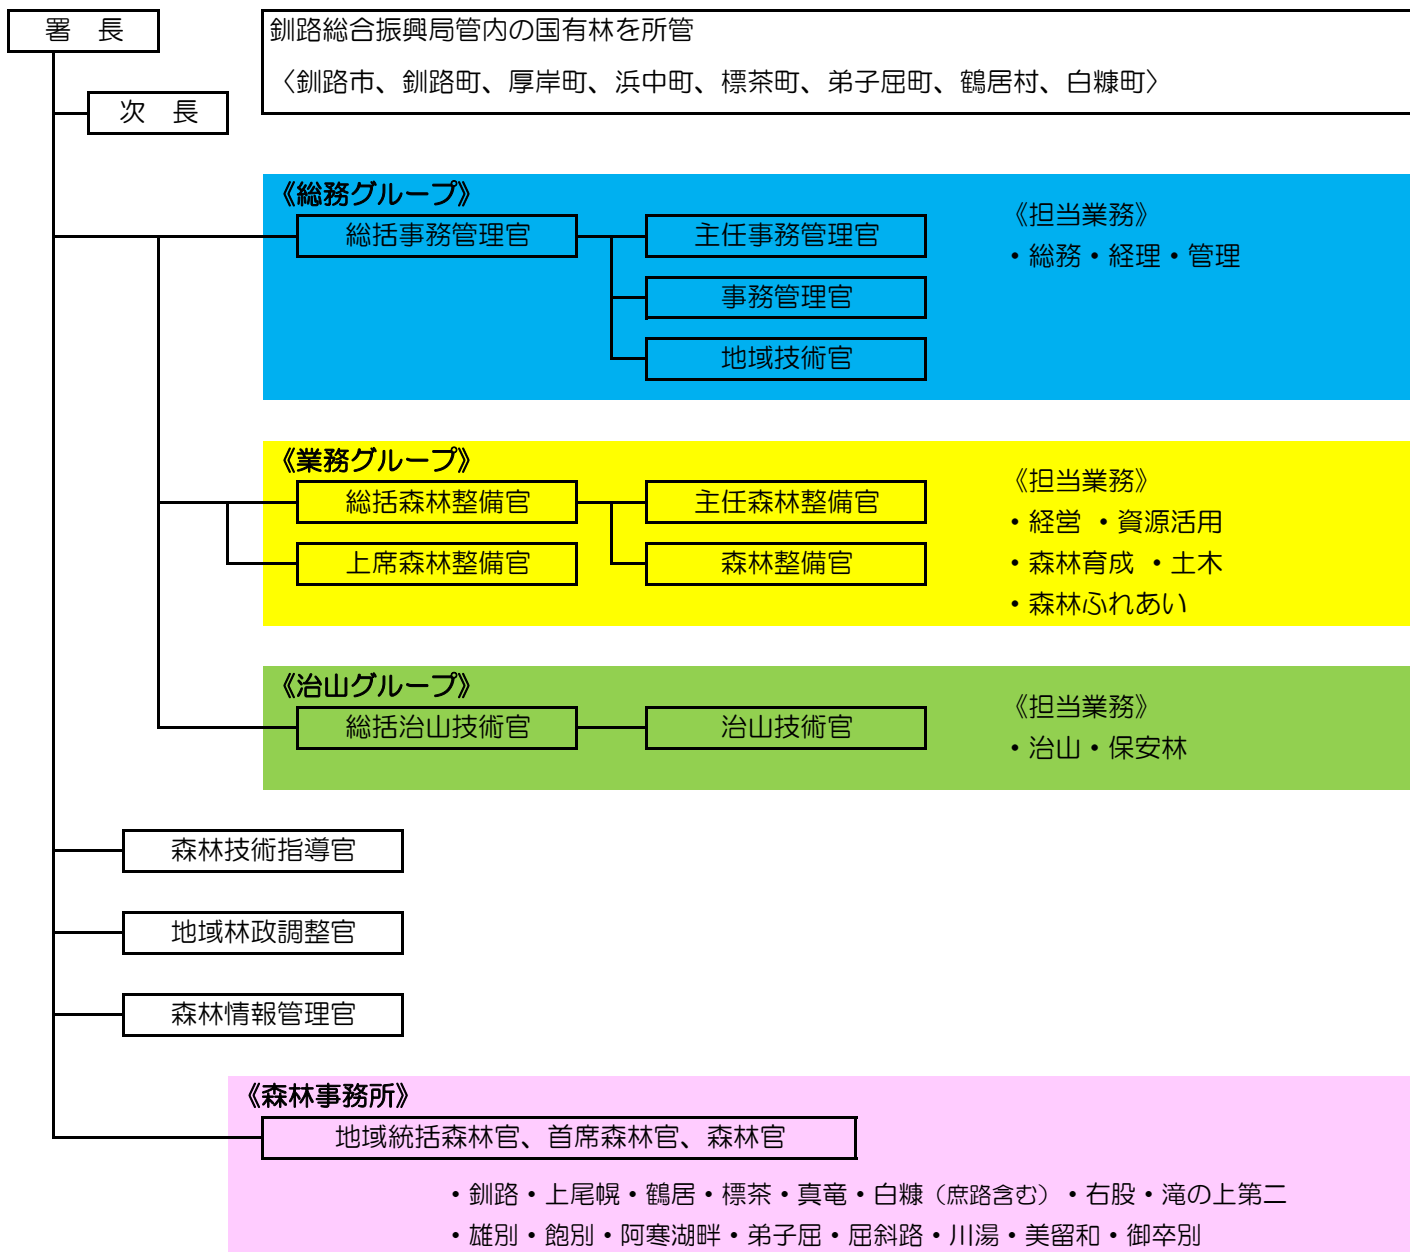 署　長
釧路総合振興局管内の国有林を所管
〈釧路市、釧路町、厚岸町、浜中町、標茶町、弟子屈町、鶴居村、白糠町〉
次　長
《総務グループ》
総括事務管理官
主任事務管理官
事務管理官
地域技術官
《担当業務》
・総務・経理・管理
《業務グループ》
総括森林整備官
主任森林整備官
上席森林整備官
森林整備官
《担当業務》
・経営 ・資源活用
・森林育成 ・土木
・森林ふれあい
《治山グループ》
総括治山技術官
治山技術官
《担当業務》
・治山・保安林
森林技術指導官
地域林政調整官
森林情報管理官
《森林事務所》
地域統括森林官、首席森林官、森林官
・釧路・上尾幌・鶴居・標茶・真竜・白糠（庶路含む）・右股・滝の上第二
・雄別・飽別・阿寒湖畔・弟子屈・屈斜路・川湯・美留和・御卒別